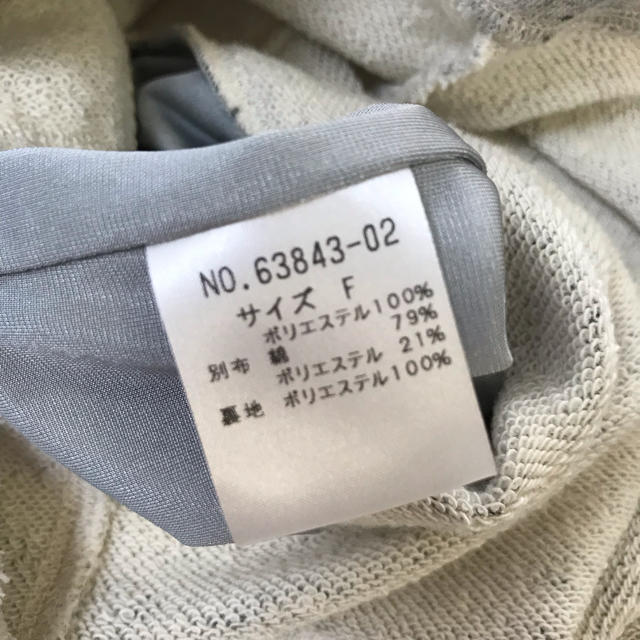 NO.63843-02
サイズ F
ポリエステル100%
別布 綿 79%
ポリエステル 21%
裏地 ポリエステル100%